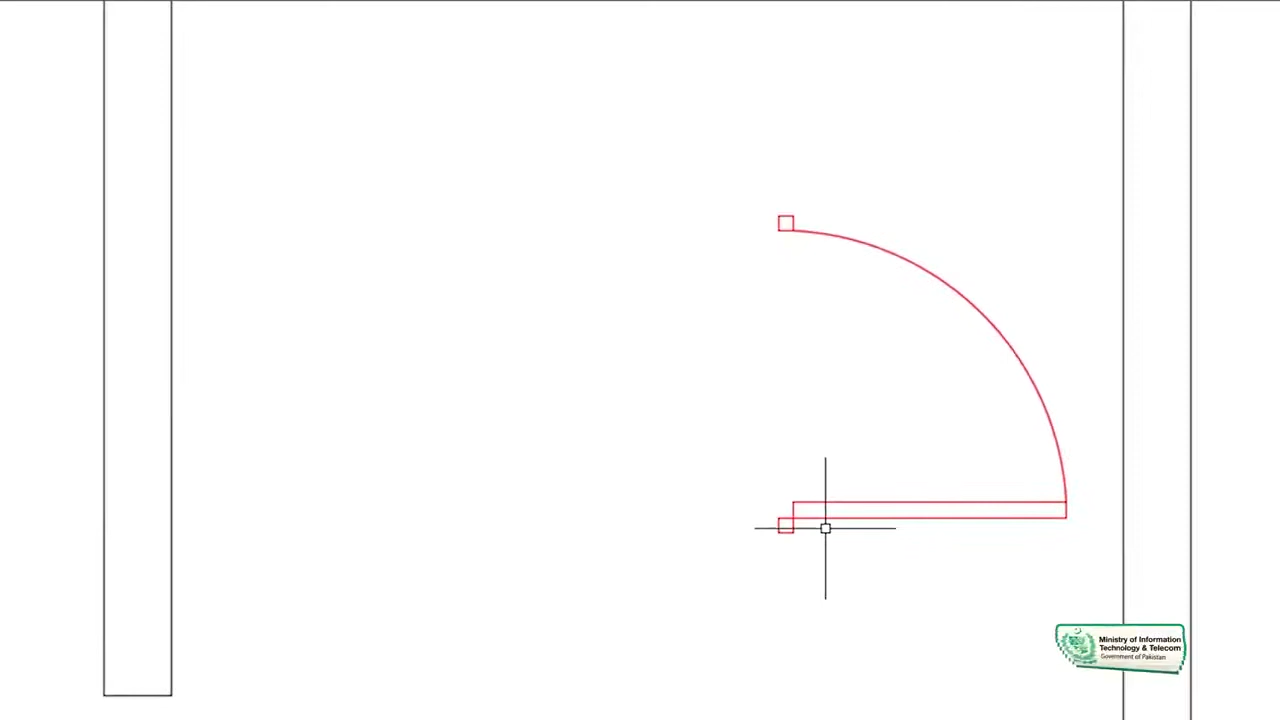 Ministry of Information
Technology & Telecom
Government of Pakistan